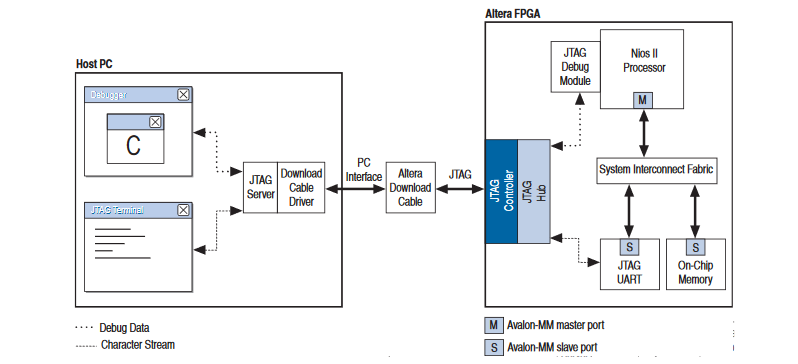 Altera FPGA
Host PC
Debugger
C
JTAG Terminal
JTAG
Server
Download
Cable
Driver
PC
Interface
Altera
Download
Cable
JTAG
JTAG
Controller
JTAG
Hub
JTAG
Debug
Module
Nios II
Processor
M
System Interconnect Fabric
S
JTAG
UART
S
On-Chip
Memory
Debug Data
Character Stream
M Avalon-MM master port
S Avalon-MM slave port